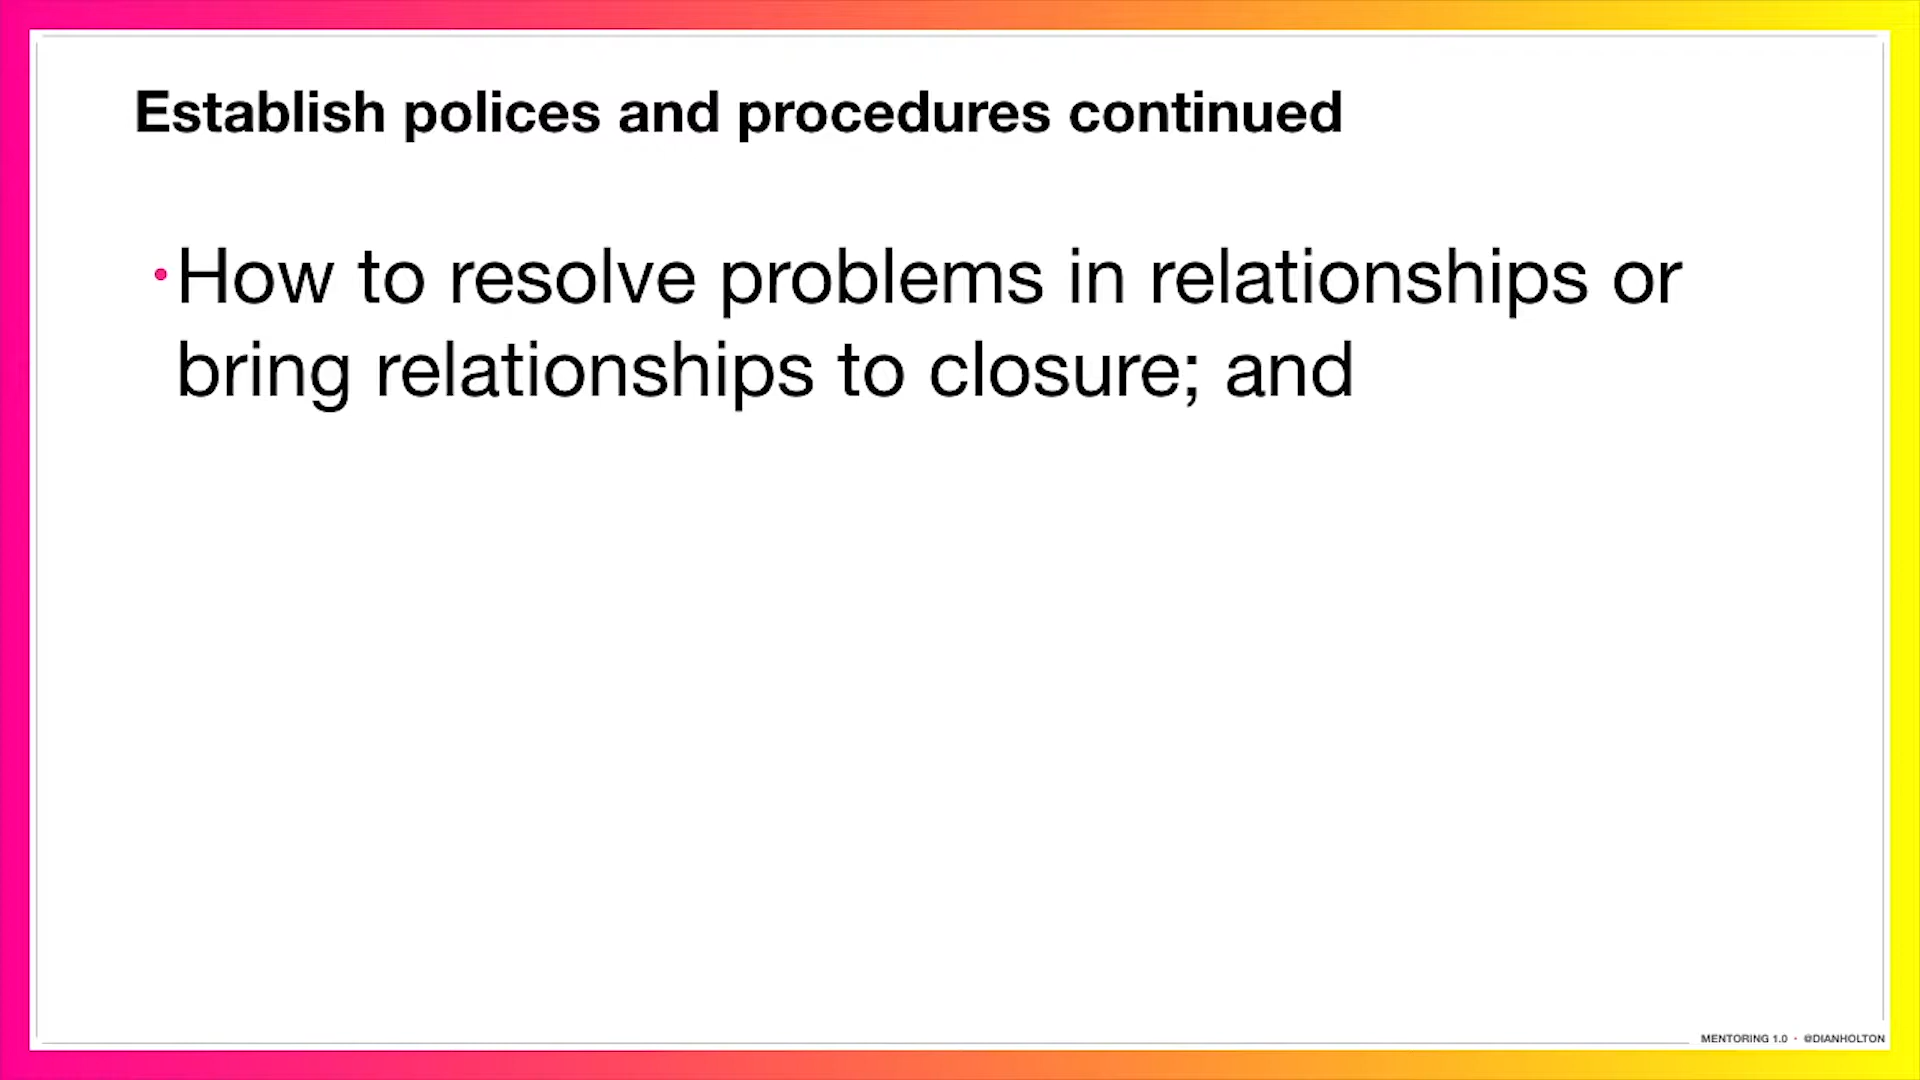 Establish polices and procedures continued
•How to resolve problems in relationships or
bring relationships to closure; and
MENTORING 1.0 • @DIANHOLTON